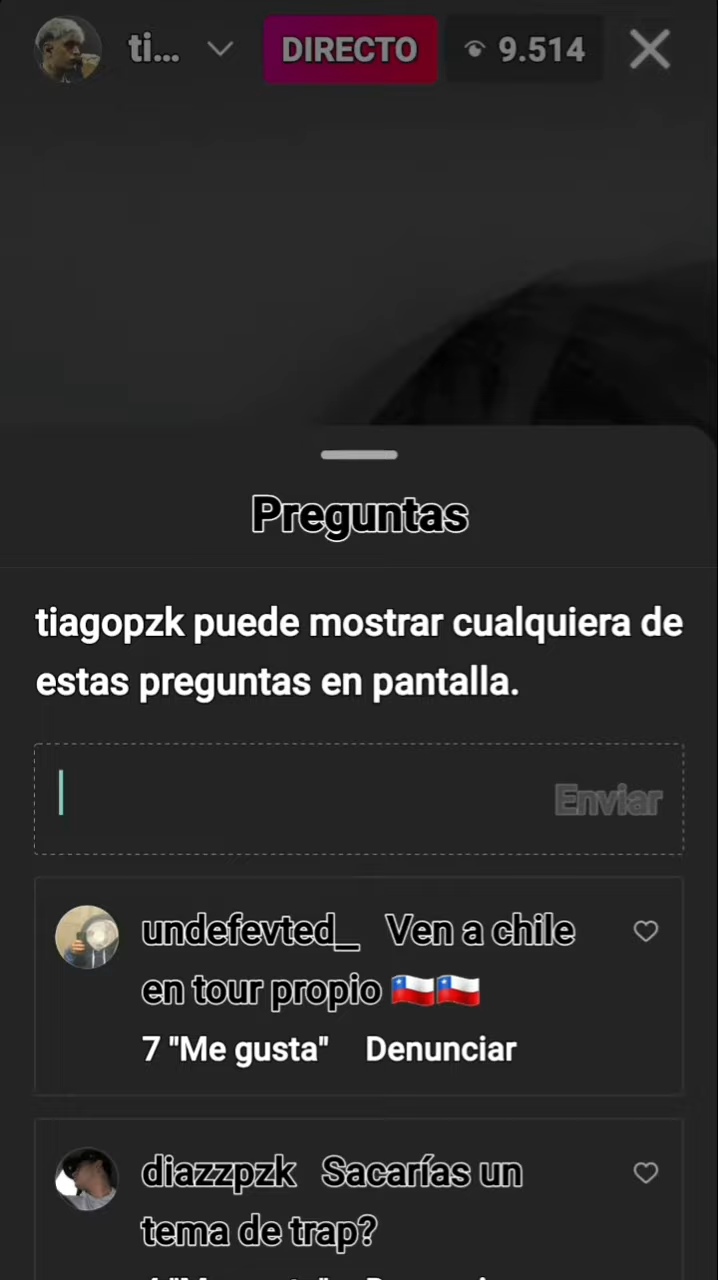 ti... DIRECTO 9.514
Preguntas
tiagopzk puede mostrar cualquiera de
estas preguntas en pantalla.
Enviar
undefevted_ Ven a chile
en tour propio 🇨🇱🇨🇱
7 "Me gusta" Denunciar
diazzpzk Sacarías un
tema de trap?